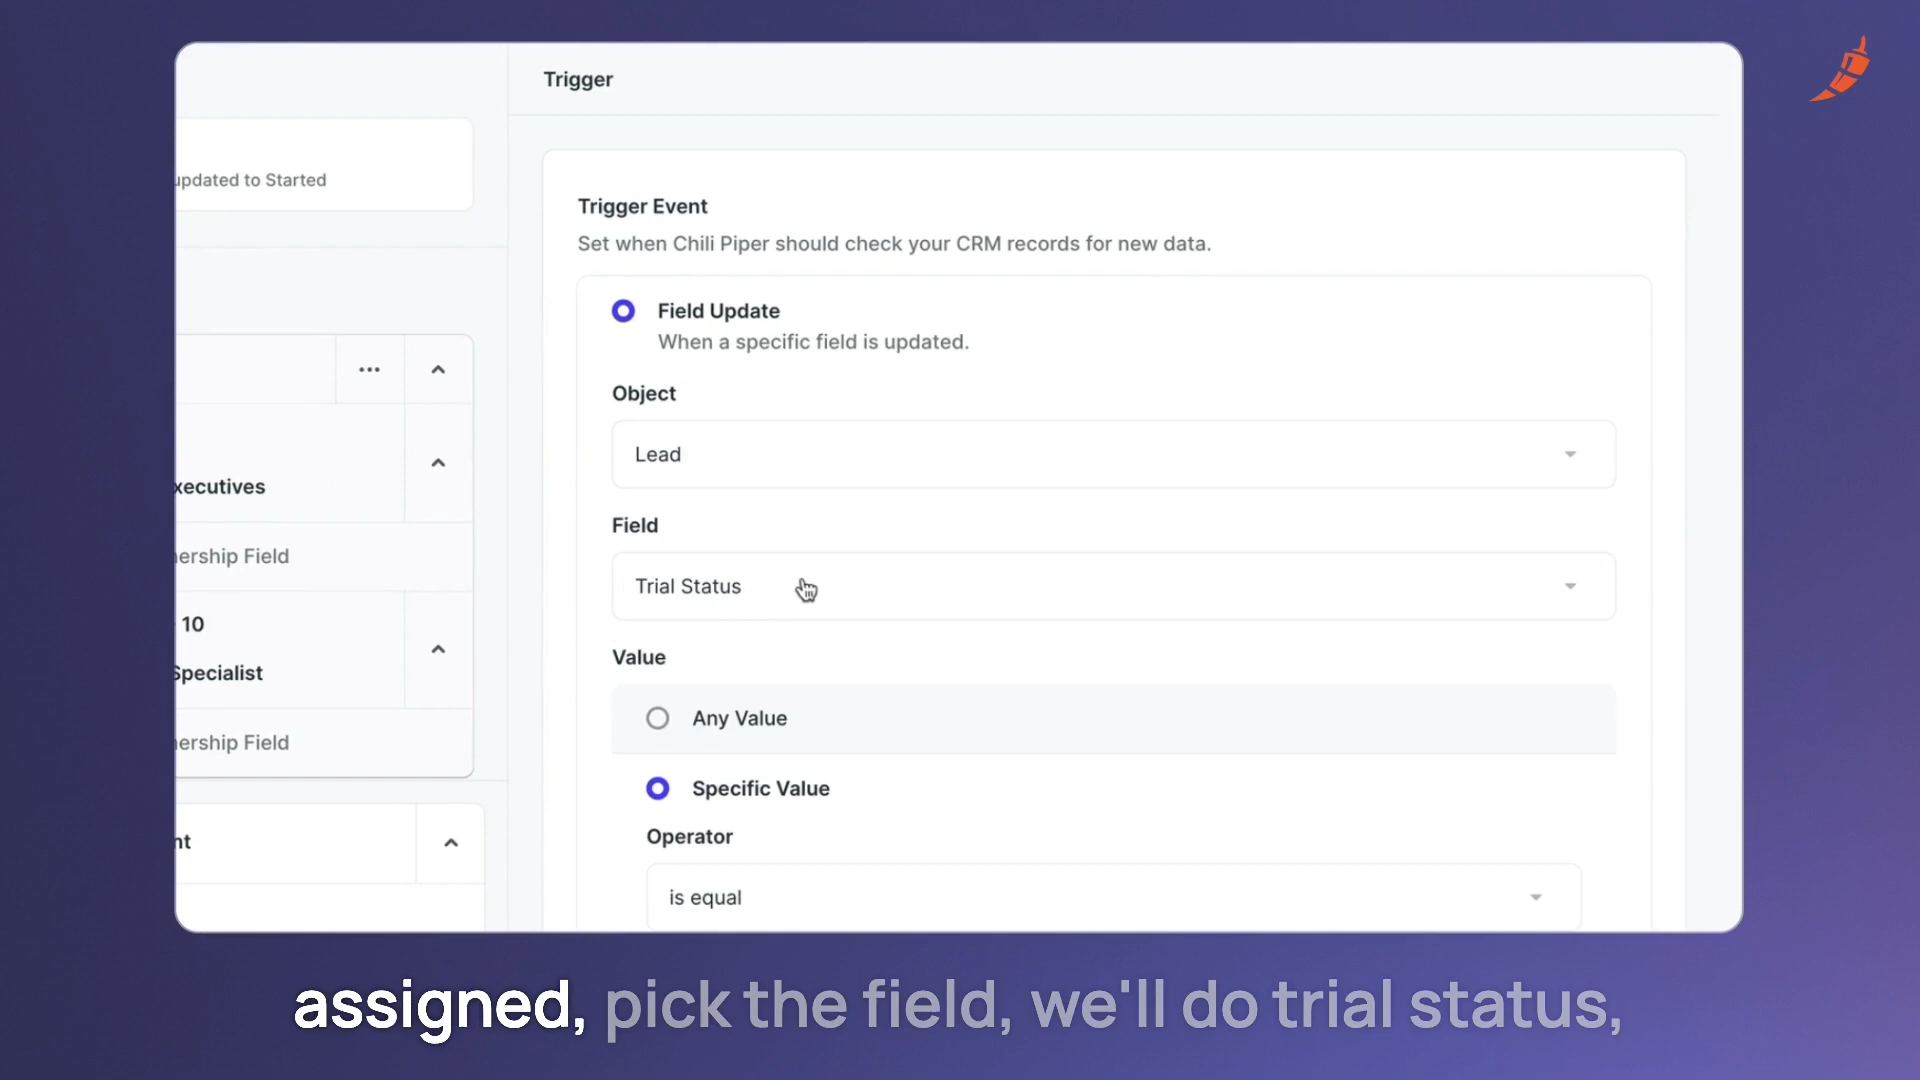 Trigger
updated to Started
Trigger Event
Set when Chili Piper should check your CRM records for new data.
Field Update
When a specific field is updated.
Object
Lead
Field
Trial Status
Value
Any Value
Specific Value
Operator
is equal
xecutives
ership Field
10
Specialist
ership Field
nt
assigned, pick the field, we'll do trial status,